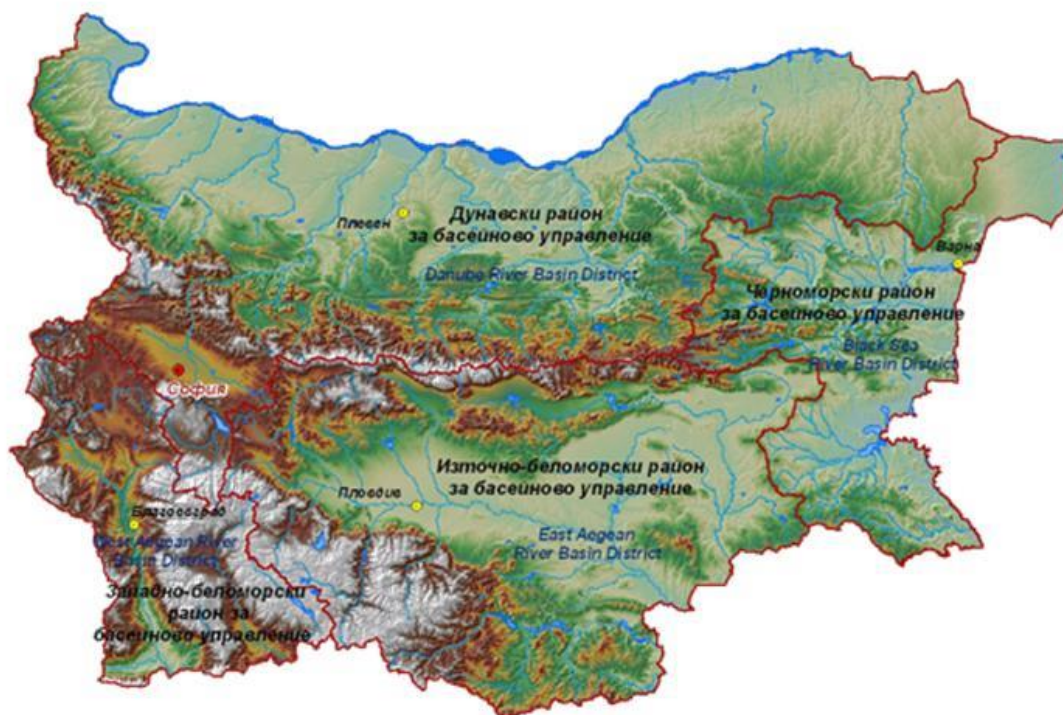 Плевен
Дунавски район
за басейново управление
Danube River Basin District
Варна
Черноморски район
за басейново управление
Black Sea
River Basin District
София
Източно-беломорски район
за басейново управление
Пловдив
East Aegean
River Basin District
Благоевград
West Aegean River
Basin District
Западно-беломорски
район за
басейново управление